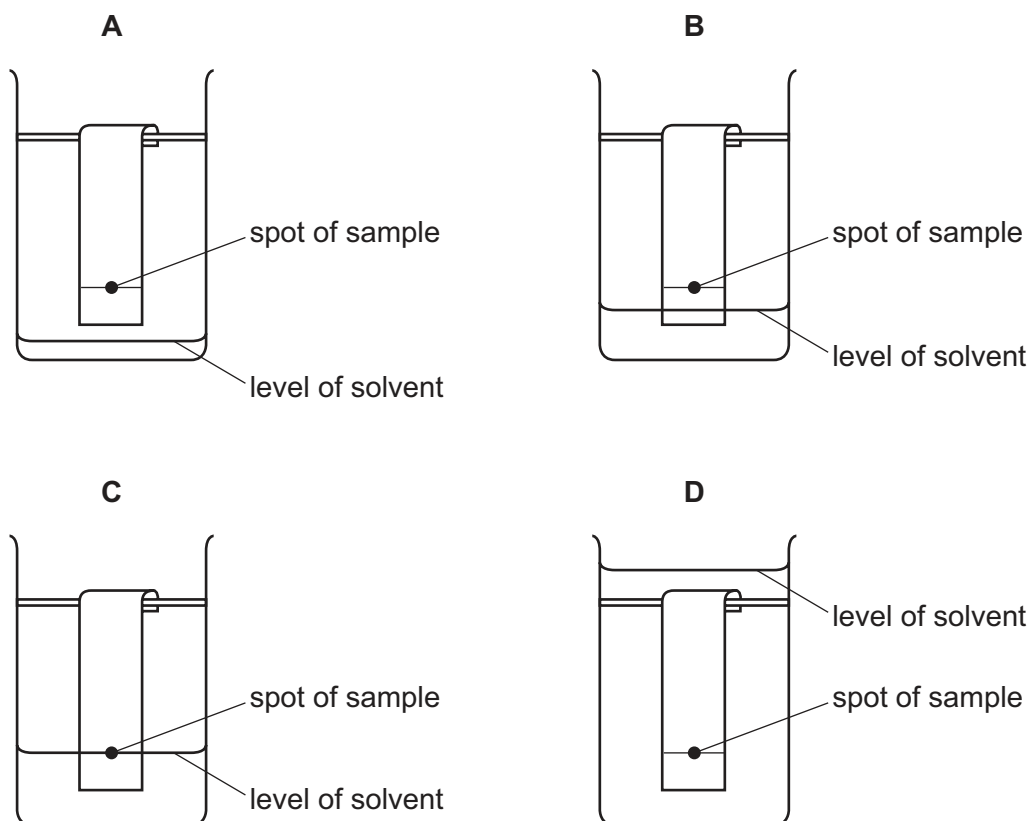 A
B
spot of sample
spot of sample
level of solvent
level of solvent
C
D
level of solvent
spot of sample
spot of sample
level of solvent